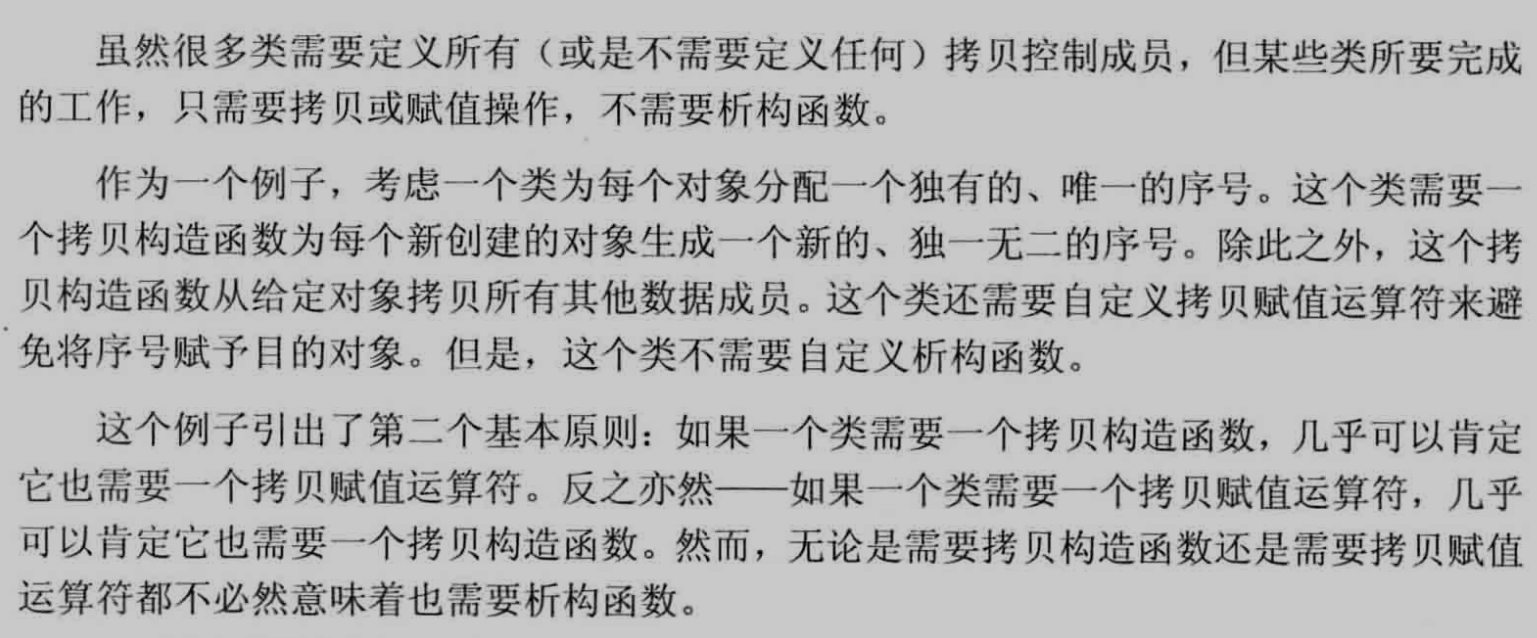 虽然很多类需要定义所有（或是不需要定义任何）拷贝控制成员，但某些类所要完成
的工作，只需要拷贝或赋值操作，不需要析构函数。
作为一个例子，考虑一个类为每个对象分配一个独有的、唯一的序号。这个类需要一
个拷贝构造函数为每个新创建的对象生成一个新的、独一无二的序号。除此之外，这个拷
贝构造函数从给定对象拷贝所有其他数据成员。这个类还需要自定义拷贝赋值运算符来避
免将序号赋予目的对象。但是，这个类不需要自定义析构函数。
这个例子引出了第二个基本原则：如果一个类需要一个拷贝构造函数，几乎可以肯定
它也需要一个拷贝赋值运算符。反之亦然——如果一个类需要一个拷贝赋值运算符，几乎
可以肯定它也需要一个拷贝构造函数。然而，无论是需要拷贝构造函数还是需要拷贝赋值
运算符都不必然意味着也需要析构函数。